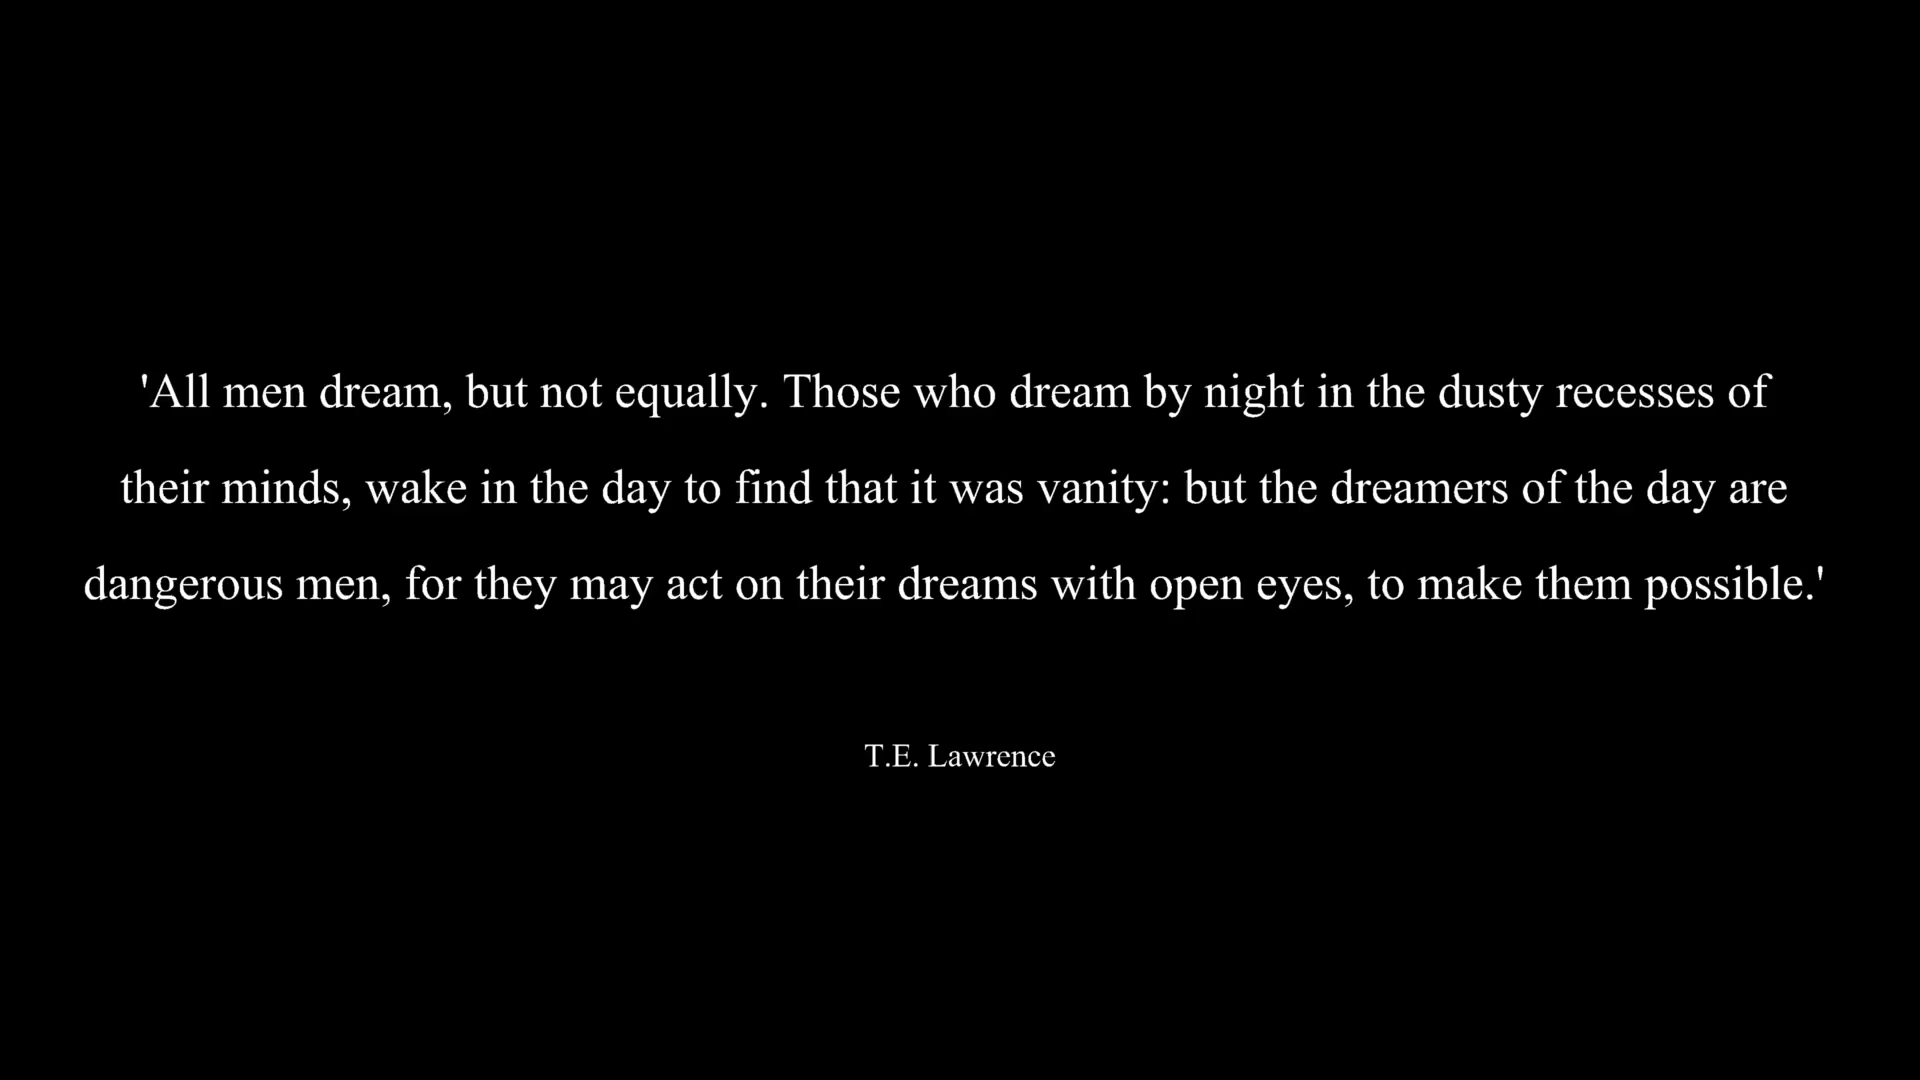 'All men dream, but not equally. Those who dream by night in the dusty recesses of
their minds, wake in the day to find that it was vanity: but the dreamers of the day are
dangerous men, for they may act on their dreams with open eyes, to make them possible.'
T.E. Lawrence